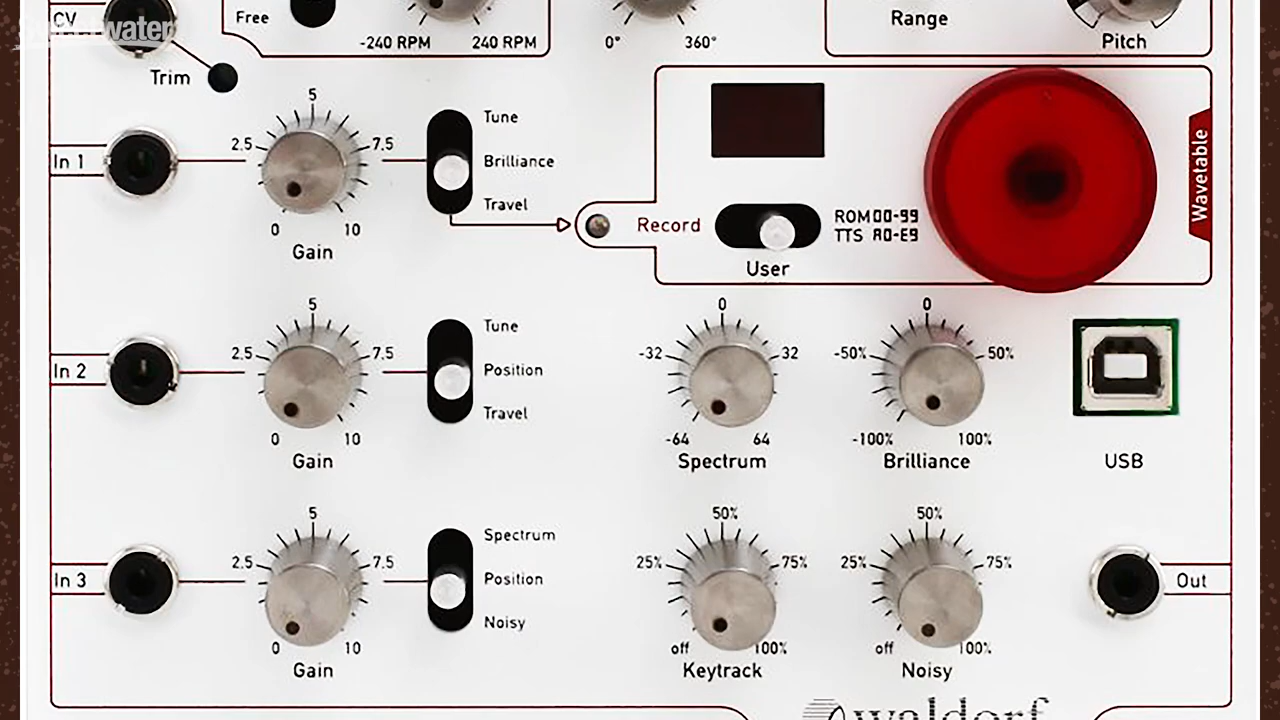 CV
Sweetwater
Free
-240 RPM
240 RPM
0°
360°
Range
Pitch
Trim
5
2.5
7.5
0
10
Gain
In 1
Tune
Brilliance
Travel
Record
User
ROM 00-99
TTS A0-E9
Wavetable
In 2
5
2.5
7.5
0
10
Gain
Tune
Position
Travel
0
-32
32
-64
64
Spectrum
0
-50%
50%
-100%
100%
Brilliance
USB
In 3
5
2.5
7.5
0
10
Gain
Spectrum
Position
Noisy
50%
25%
75%
off
100%
Keytrack
50%
25%
75%
off
100%
Noisy
Out
waldorf